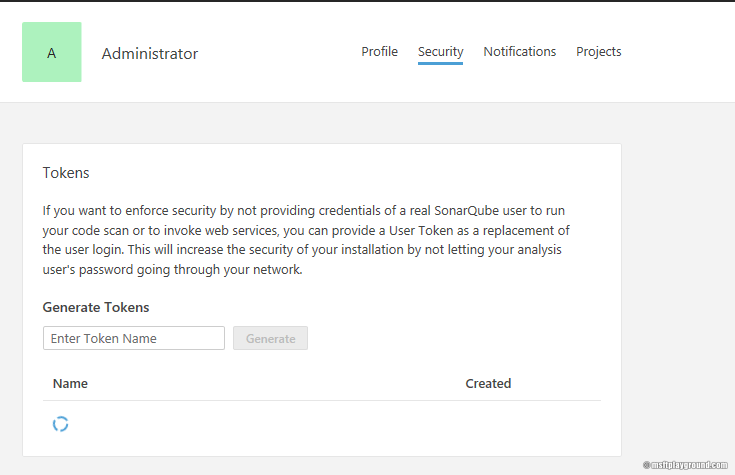 A
Administrator
Profile Security Notifications Projects
Tokens
If you want to enforce security by not providing credentials of a real SonarQube user to run
your code scan or to invoke web services, you can provide a User Token as a replacement of
the user login. This will increase the security of your installation by not letting your analysis
user's password going through your network.
Generate Tokens
Enter Token Name Generate
Name Created
© msftplayground.com